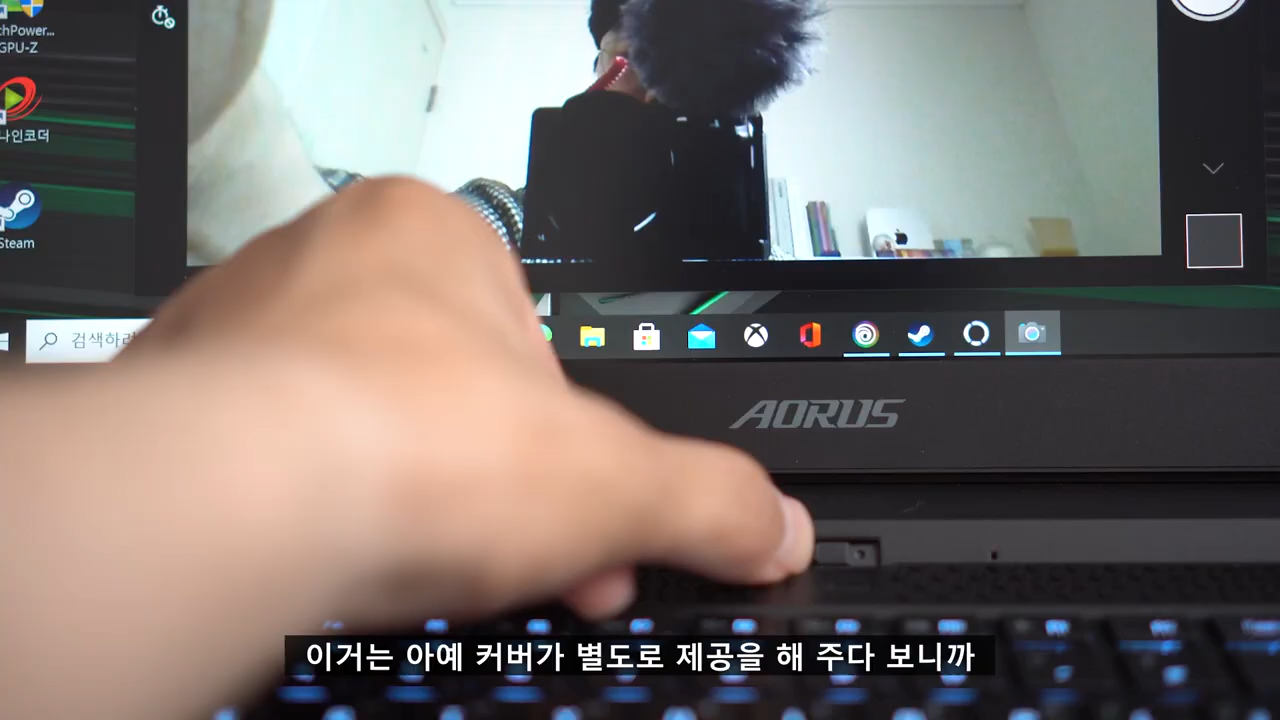 chPower...
GPU-Z
나인코더
Steam
검색하려
AORUS
이거는 아예 커버가 별도로 제공을 해 주다 보니까